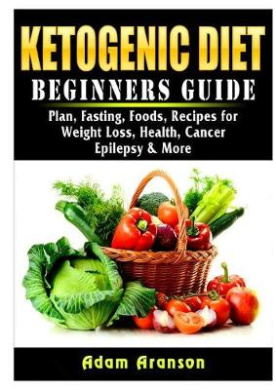 KETOGENIC DIET
BEGINNERS GUIDE
Plan, Fasting, Foods, Recipes for
Weight Loss, Health, Cancer
Epilepsy & More
Adam Aranson